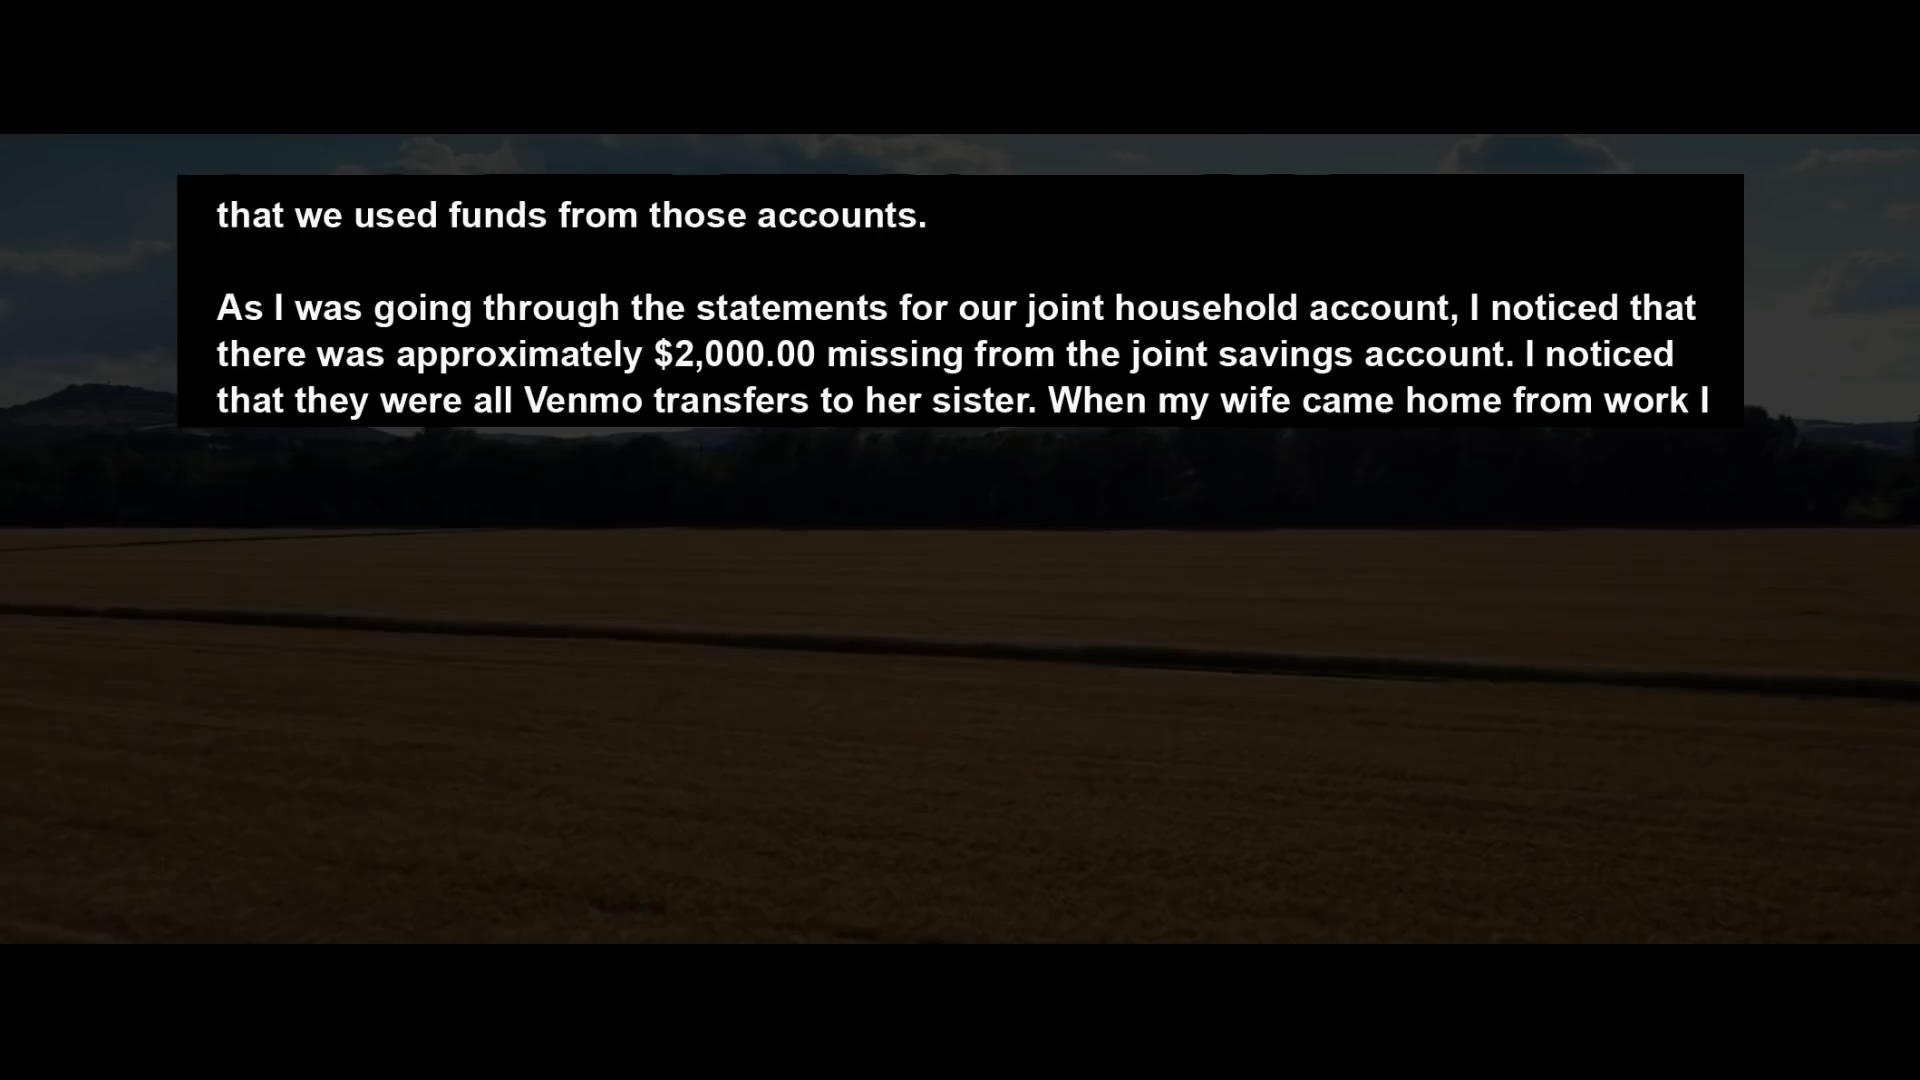 that we used funds from those accounts.
As I was going through the statements for our joint household account, I noticed that
there was approximately $2,000.00 missing from the joint savings account. I noticed
that they were all Venmo transfers to her sister. When my wife came home from work I